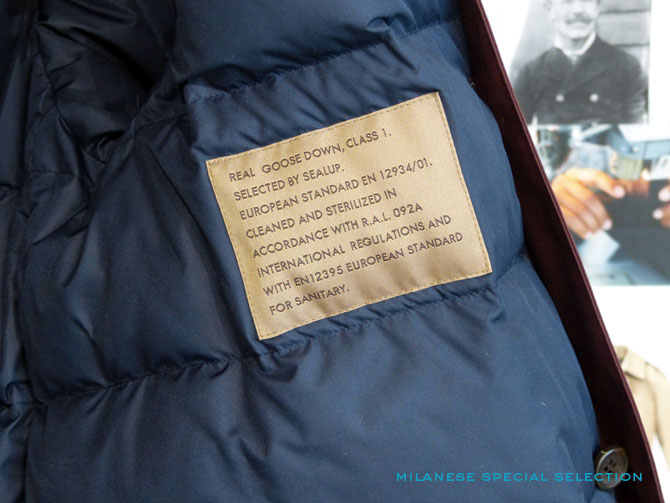 REAL GOOSE DOWN, CLASS 1.
SELECTED BY SEALUP.
EUROPEAN STANDARD EN 12934/01.
CLEANED AND STERILIZED IN
ACCORDANCE WITH R.A.L. 092A
INTERNATIONAL REGULATIONS AND
WITH EN12395 EUROPEAN STANDARD
FOR SANITARY.
MILANESE SPECIAL SELECTION